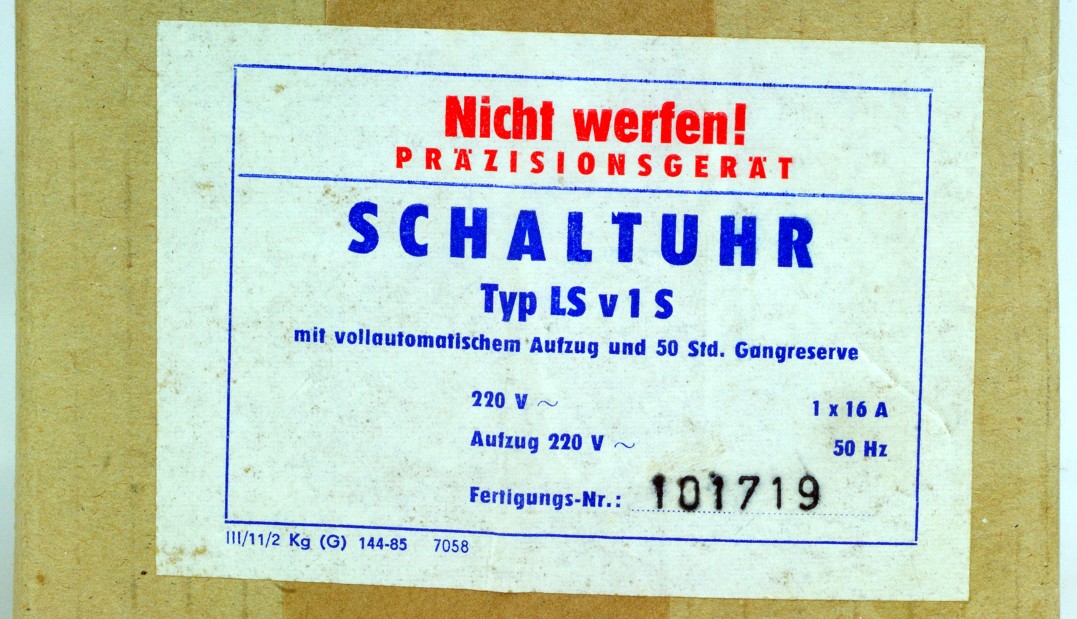 Nicht werfen!
PRÄZISIONSGERÄT
SCHALTUHR
Typ LS v 1 S
mit vollautomatischem Aufzug und 50 Std. Gangreserve
220 V ~ 1 x 16 A
Aufzug 220 V ~ 50 Hz
Fertigungs-Nr.: 101719
III/11/2 Kg (G) 144-85 7058